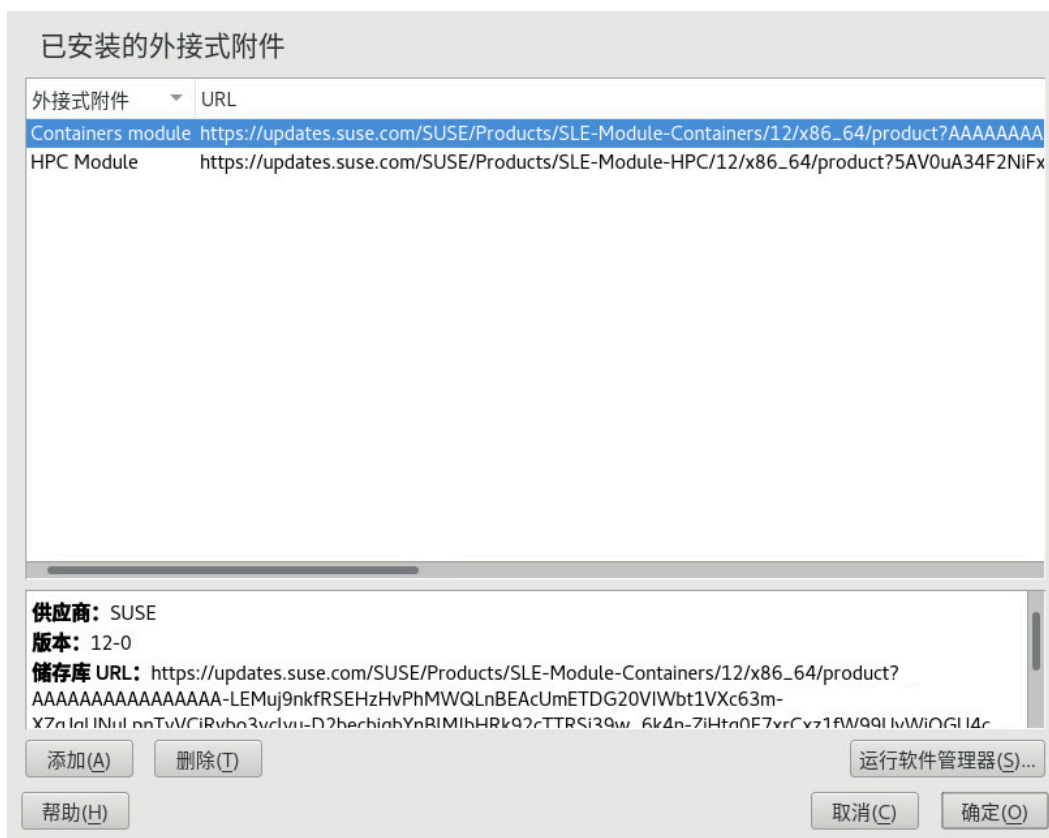 已安装的外接式附件
外接式附件 URL
Containers module https://updates.suse.com/SUSE/Products/SLE-Module-Containers/12/x86_64/product?AAAAAAAA
HPC Module https://updates.suse.com/SUSE/Products/SLE-Module-HPC/12/x86_64/product?5AV0uA34F2NiFx
供应商：SUSE
版本：12-0
储存库 URL：https://updates.suse.com/SUSE/Products/SLE-Module-Containers/12/x86_64/product?
AAAAAAAAAAAAAAAA-LEMuj9nkfRSEHzHvPhMWQLnBEAcUmETDG20VIWbt1VXc63m-
添加(A) 删除(T) 运行软件管理器(S)...
帮助(H) 取消(C) 确定(O)